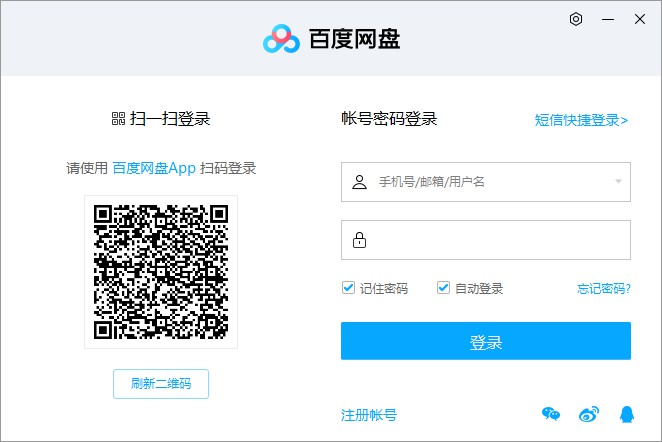 百度网盘
扫一扫登录
请使用 百度网盘App 扫码登录
刷新二维码
帐号密码登录
短信快捷登录>
手机号/邮箱/用户名
记住密码
自动登录
忘记密码?
登录
注册帐号